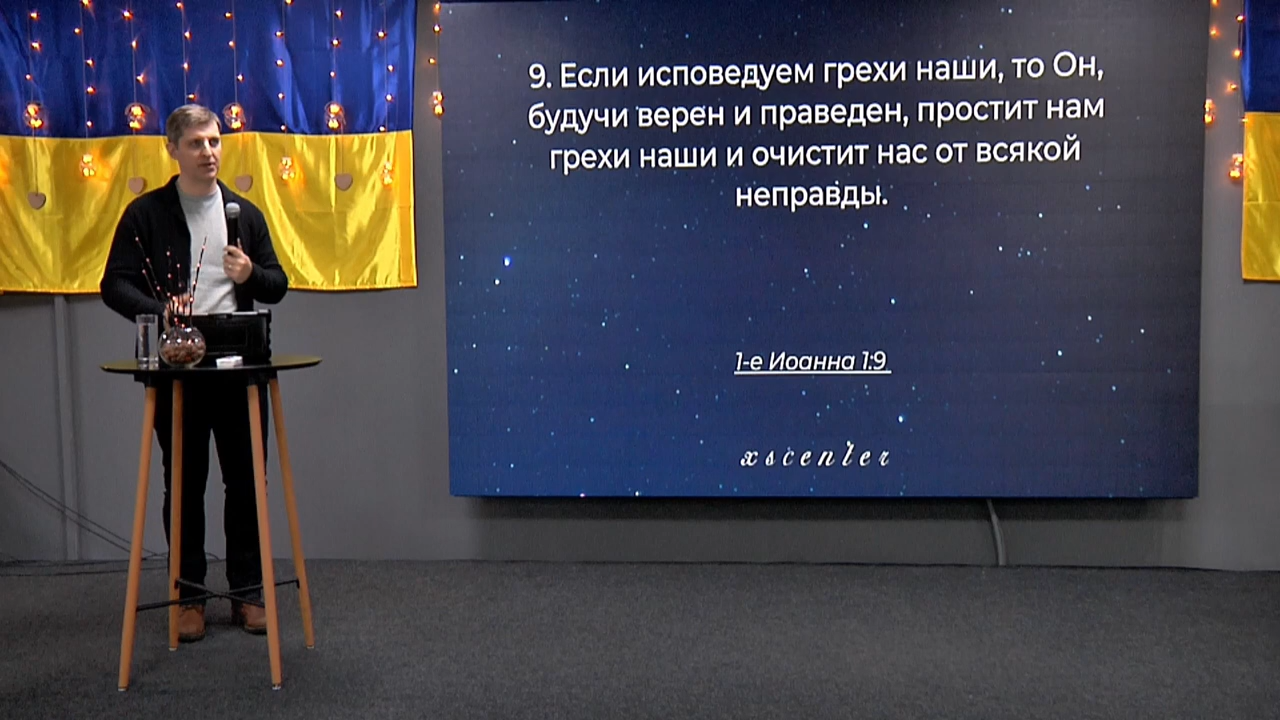 9. Если исповедуем грехи наши, то Он,
будучи верен и праведен, простит нам
грехи наши и очистит нас от всякой
неправды.
1-е Иоанна 1:9
xscenter